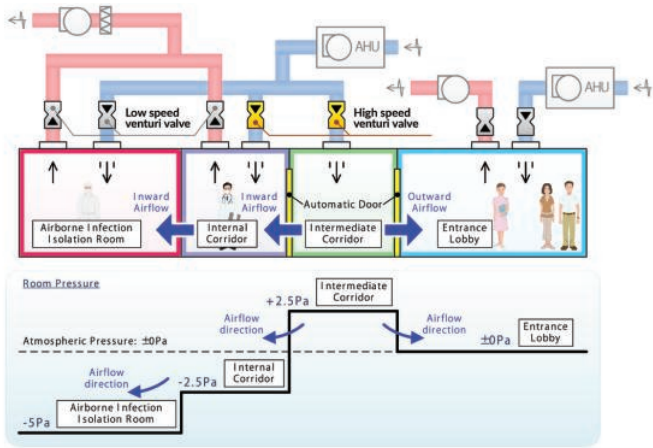 AHU
AHU
Low speed
venturi valve
High speed
venturi valve
Inward
Airflow
Inward
Airflow
Automatic Door
Outward
Airflow
Airborne Infection
Isolation Room
Internal
Corridor
Intermediate
Corridor
Entrance
Lobby
Room Pressure
+2.5Pa
Intermediate
Corridor
Airflow
direction
Airflow
direction
±0Pa
Entrance
Lobby
Atmospheric Pressure: ±0Pa
Airflow
direction
-2.5Pa
Internal
Corridor
-5Pa
Airborne Infection
Isolation Room